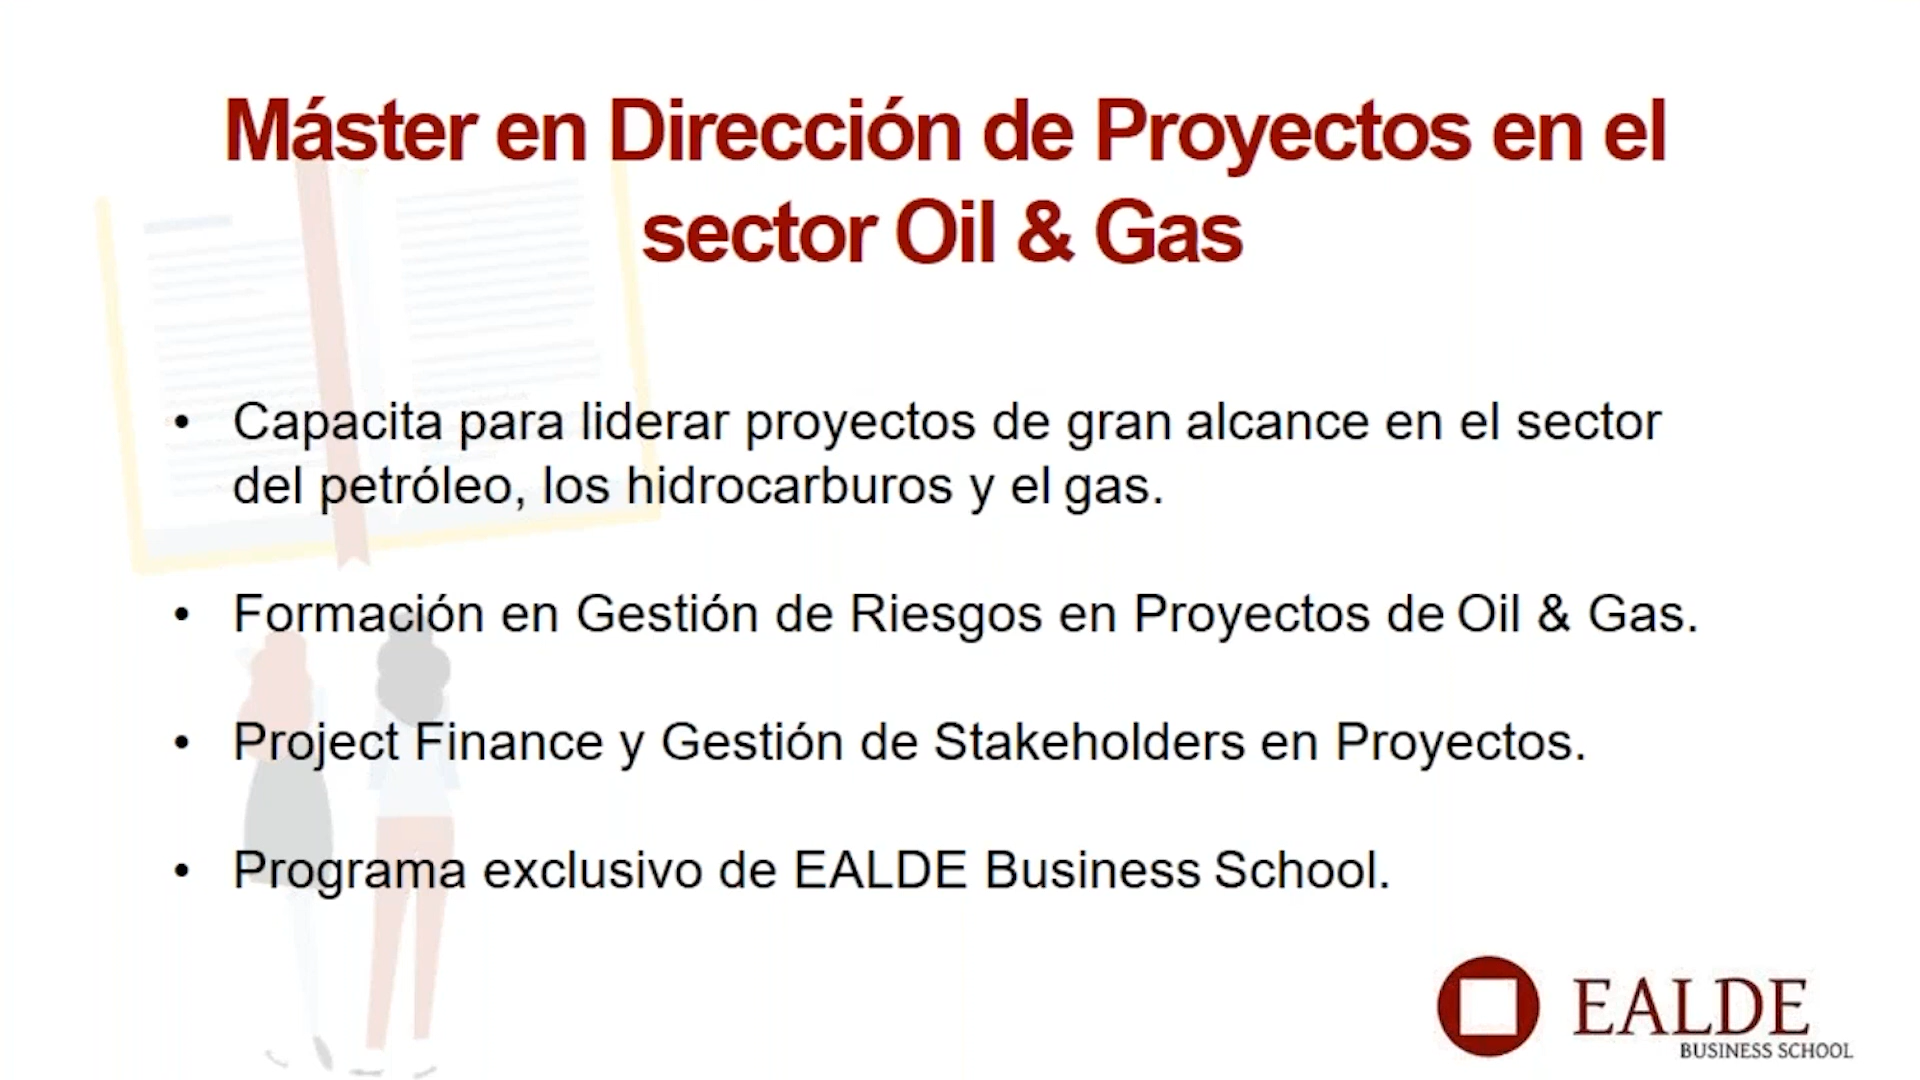 Máster en Dirección de Proyectos en el
sector Oil & Gas
• Capacita para liderar proyectos de gran alcance en el sector
del petróleo, los hidrocarburos y el gas.
• Formación en Gestión de Riesgos en Proyectos de Oil & Gas.
• Project Finance y Gestión de Stakeholders en Proyectos.
• Programa exclusivo de EALDE Business School.
EALDE
BUSINESS SCHOOL